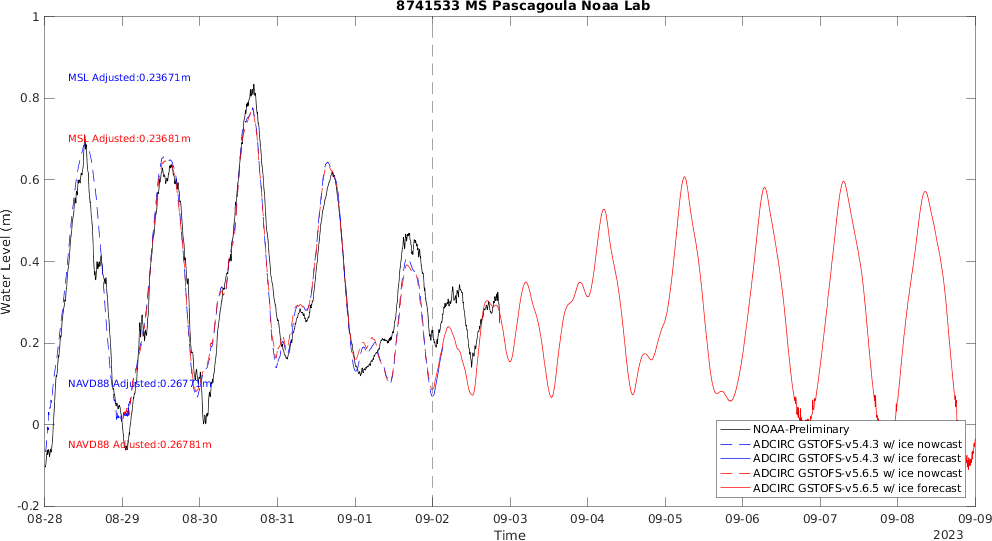 8741533 MS Pascagoula Noaa Lab
1
0.8
0.6
0.4
0.2
0
-0.2
Water Level (m)
MSL Adjusted:0.23671m
MSL Adjusted:0.23681m
NAVD88 Adjusted:0.26771m
NAVD88 Adjusted:0.26781m
NOAA-Preliminary
ADCIRC GSTOFS-v5.4.3 w/ ice nowcast
ADCIRC GSTOFS-v5.4.3 w/ ice forecast
ADCIRC GSTOFS-v5.6.5 w/ ice nowcast
ADCIRC GSTOFS-v5.6.5 w/ ice forecast
08-28 08-29 08-30 08-31 09-01 09-02 09-03 09-04 09-05 09-06 09-07 09-08 09-09
Time
2023